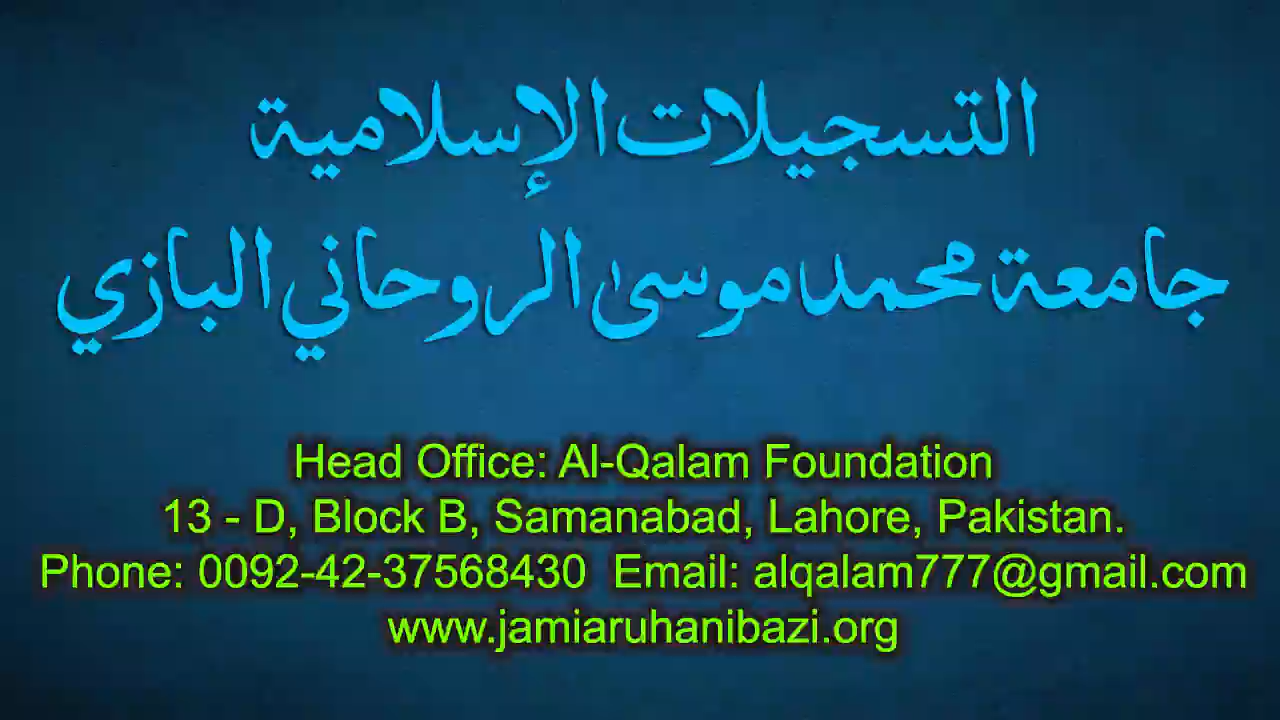 التسجيلات الإسلامية
جامعة محمد موسىٰ الروحاني البازي
Head Office: Al-Qalam Foundation
13 - D, Block B, Samanabad, Lahore, Pakistan.
Phone: 0092-42-37568430  Email: alqalam777@gmail.com
www.jamiaruhanibazi.org